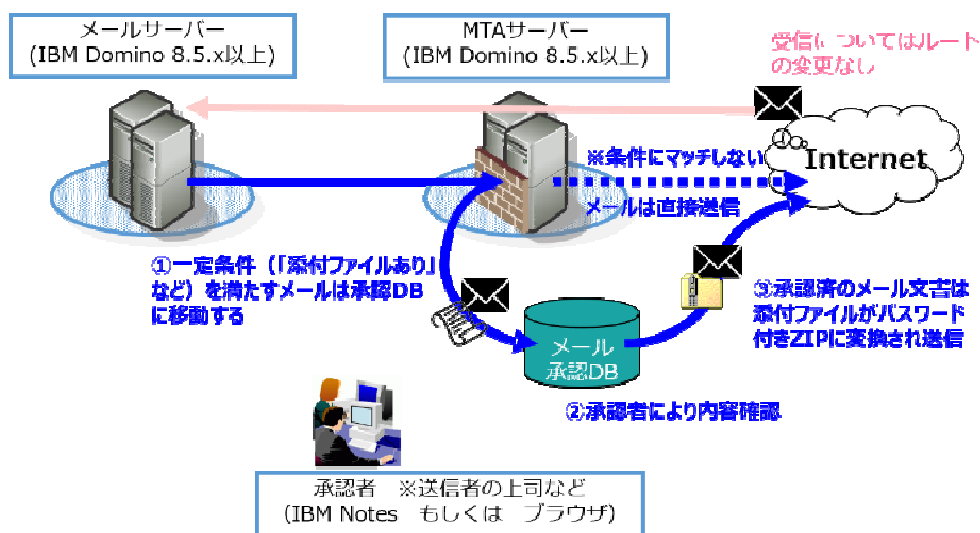 メールサーバー
(IBM Domino 8.5.x以上)
MTAサーバー
(IBM Domino 8.5.x以上)
受信についてはルート
の変更なし
※条件にマッチしない
Internet
メールは直接送信
①一定条件（「添付ファイルあり」
など）を満たすメールは承認DB
に移動する
③承認済のメール文書は
添付ファイルがパスワード
付きZIPに変換され送信
メール
承認DB
②承認者により内容確認
承認者　※送信者の上司など
(IBM Notes　もしくは　ブラウザ)